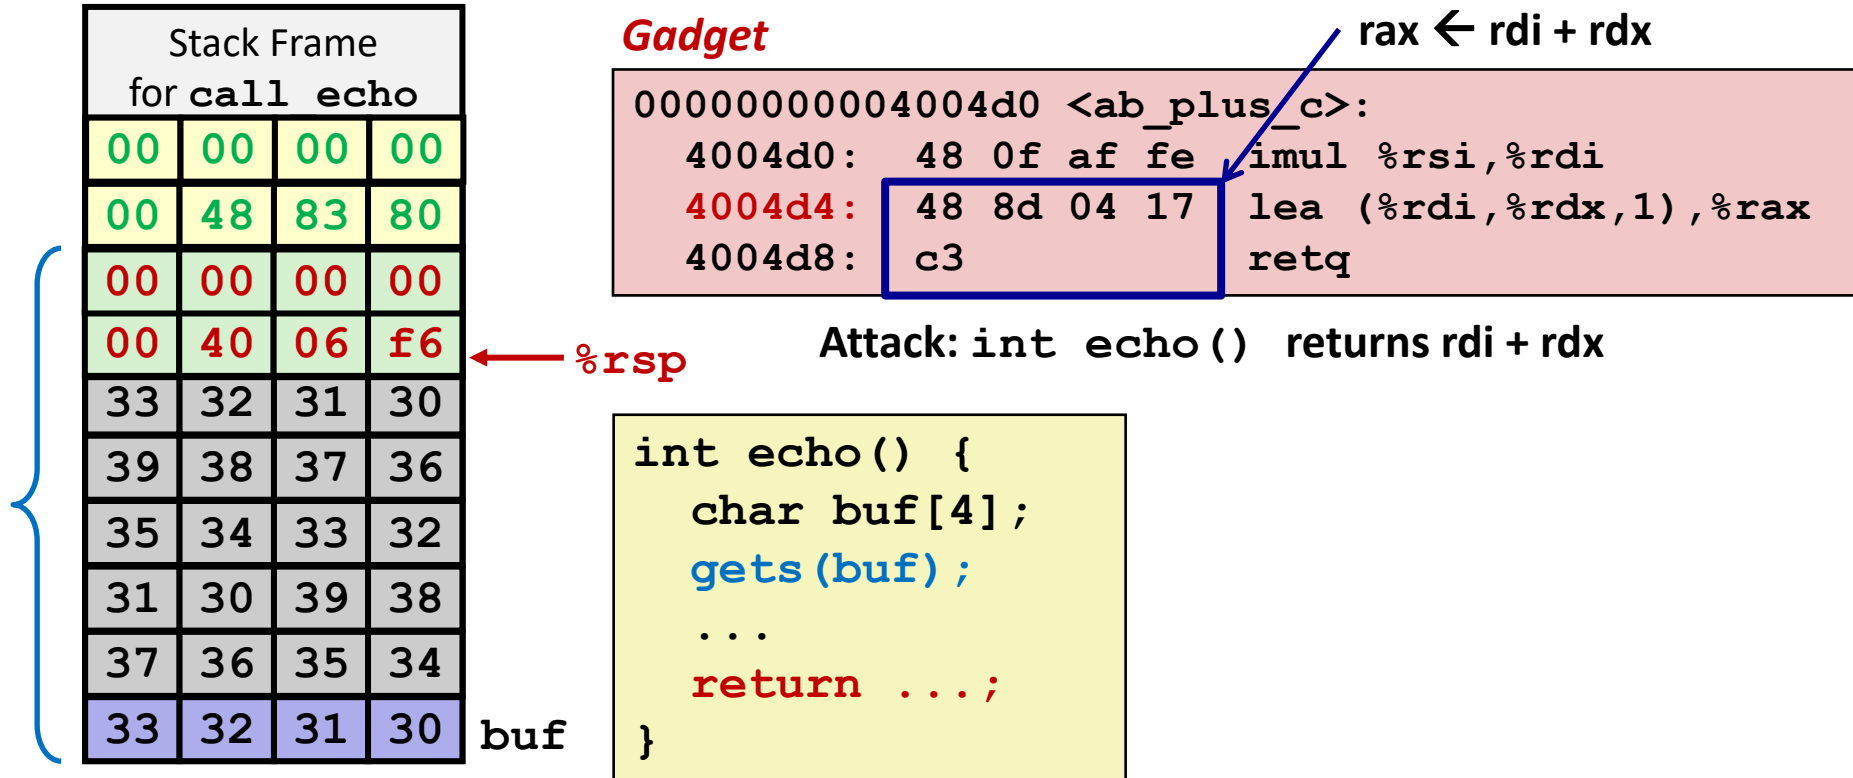 Stack Frame
for call_echo
00 00 00 00
00 48 83 80
00 00 00 00
00 40 06 f6
%rsp
33 32 31 30
39 38 37 36
35 34 33 32
31 30 39 38
37 36 35 34
33 32 31 30
buf
Gadget
rax ← rdi + rdx
00000000004004d0 <ab_plus_c>:
4004d0: 48 0f af fe imul %rsi,%rdi
4004d4: 48 8d 04 17 lea (%rdi,%rdx,1),%rax
4004d8: c3 retq
Attack: int echo() returns rdi + rdx
int echo() {
char buf[4];
gets(buf);
...
return ...;
}